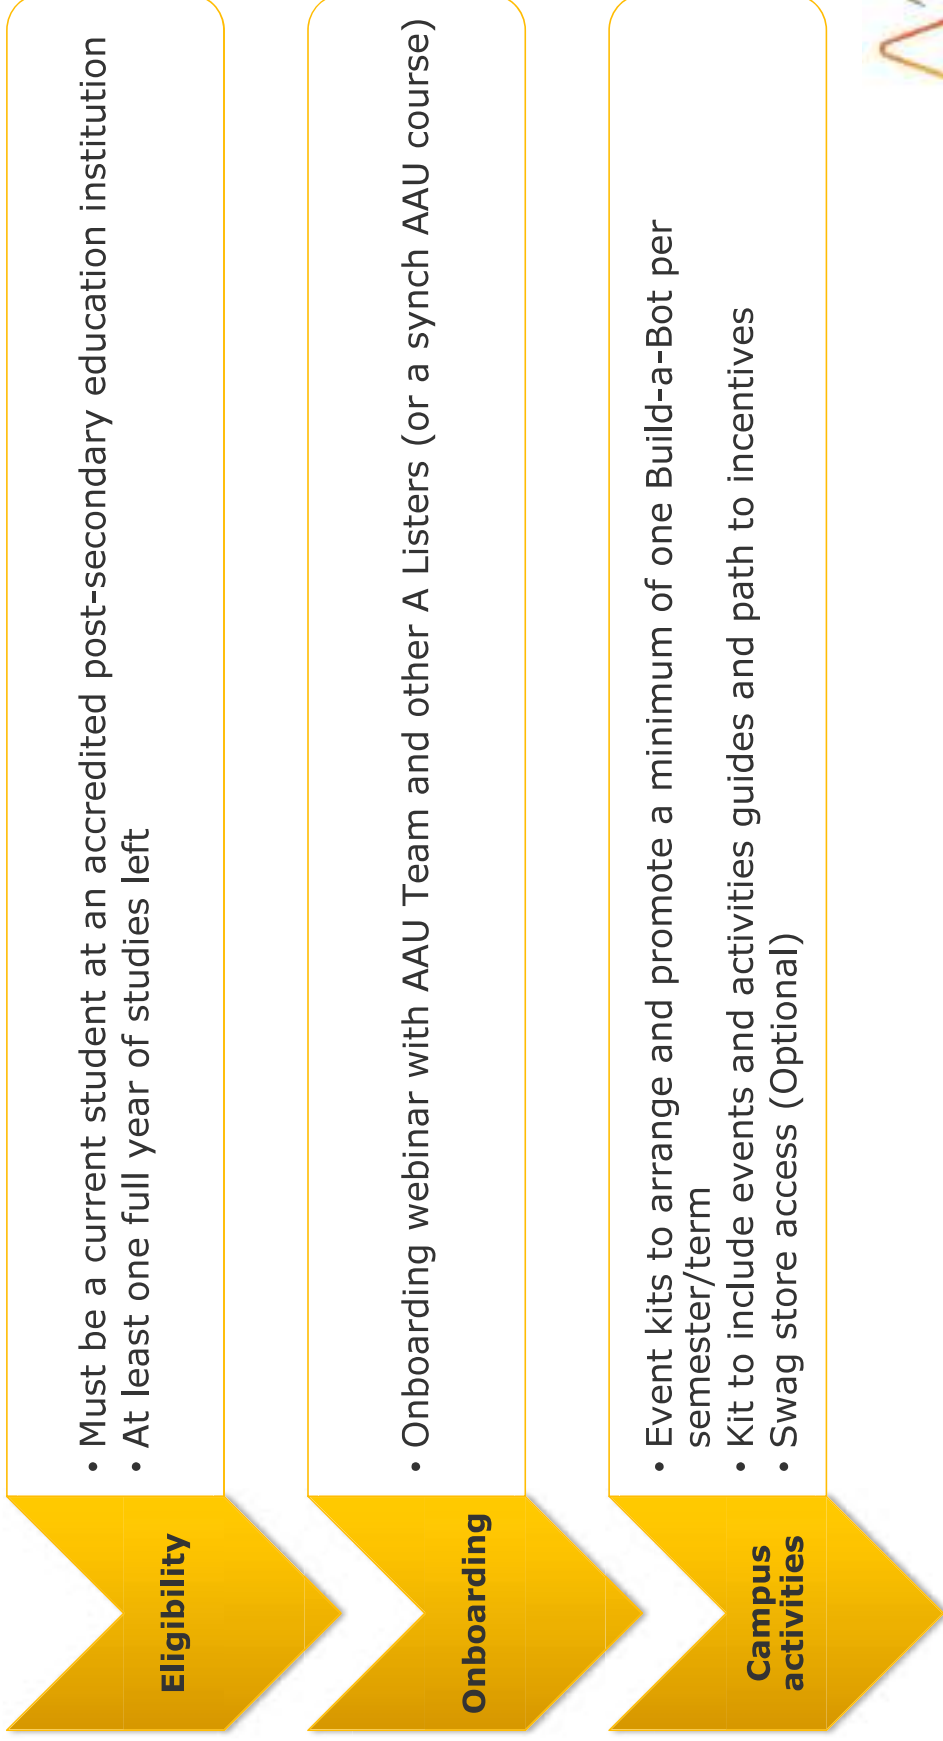 Eligibility
• Must be a current student at an accredited post-secondary education institution
• At least one full year of studies left
Onboarding
• Onboarding webinar with AAU Team and other A Listers (or a synch AAU course)
Campus
activities
• Event kits to arrange and promote a minimum of one Build-a-Bot per
semester/term
• Kit to include events and activities guides and path to incentives
• Swag store access (Optional)